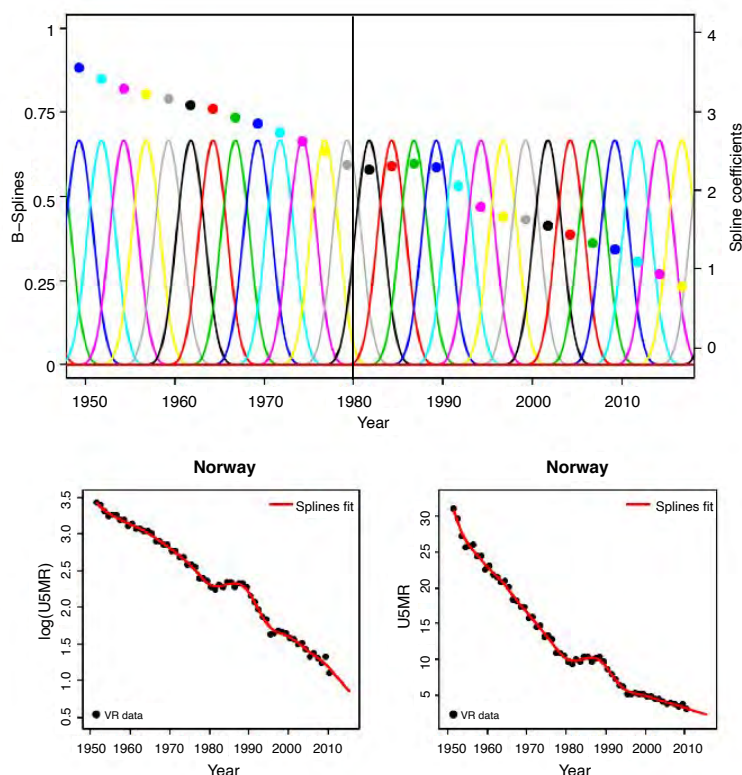 1
0.75
0.5
0.25
0
B−Splines
4
3
2
1
0
Spline coefficients
1950 1960 1970 1980 1990 2000 2010
Year
Norway
3.5
3.0
2.5
2.0
1.5
1.0
0.5
log(U5MR)
Splines fit
VR data
1950 1960 1970 1980 1990 2000 2010
Year
Norway
30
25
20
15
10
5
U5MR
Splines fit
VR data
1950 1960 1970 1980 1990 2000 2010
Year